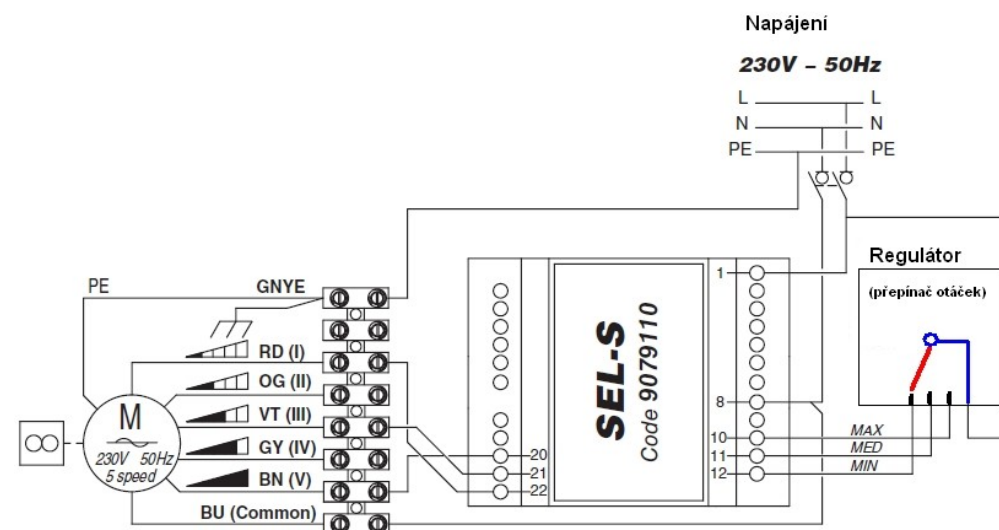 Napájení
230V – 50Hz
L L
N N
PE PE
Regulátor
(přepínač otáček)
PE
GNYE
RD (I)
OG (II)
VT (III)
GY (IV)
BN (V)
BU (Common)
M
230V 50Hz
5 speed
SEL-S
Code 9079110
1
8
10
11
12
20
21
22
MAX
MED
MIN